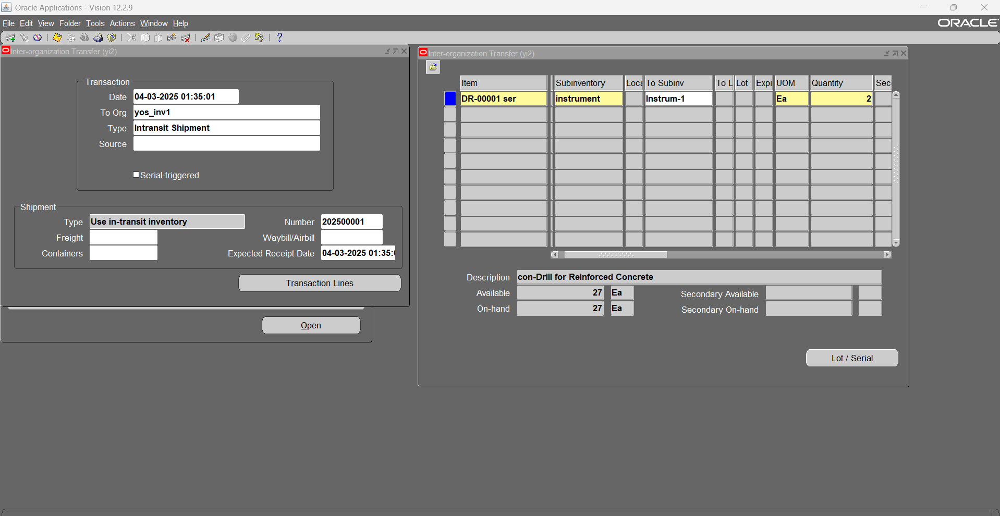 Oracle Applications - Vision 12.2.9
File Edit View Folder Tools Actions Window Help
ORACLE
Inter-organization Transfer (yi2)
Transaction
Date 04-03-2025 01:35:01
To Org yos_inv1
Type Intransit Shipment
Source
Serial-triggered
Shipment
Type Use in-transit inventory Number 202500001
Freight Waybill/Airbill
Containers Expected Receipt Date 04-03-2025 01:35:
Transaction Lines
Open
Inter-organization Transfer (yi2)
Item Subinventory Loca To Subinv To L Lot Expi UOM Quantity Sec
DR-00001 ser instrument Instrum-1 Ea 2
Description con-Drill for Reinforced Concrete
Available 27 Ea Secondary Available
On-hand 27 Ea Secondary On-hand
Lot / Serial